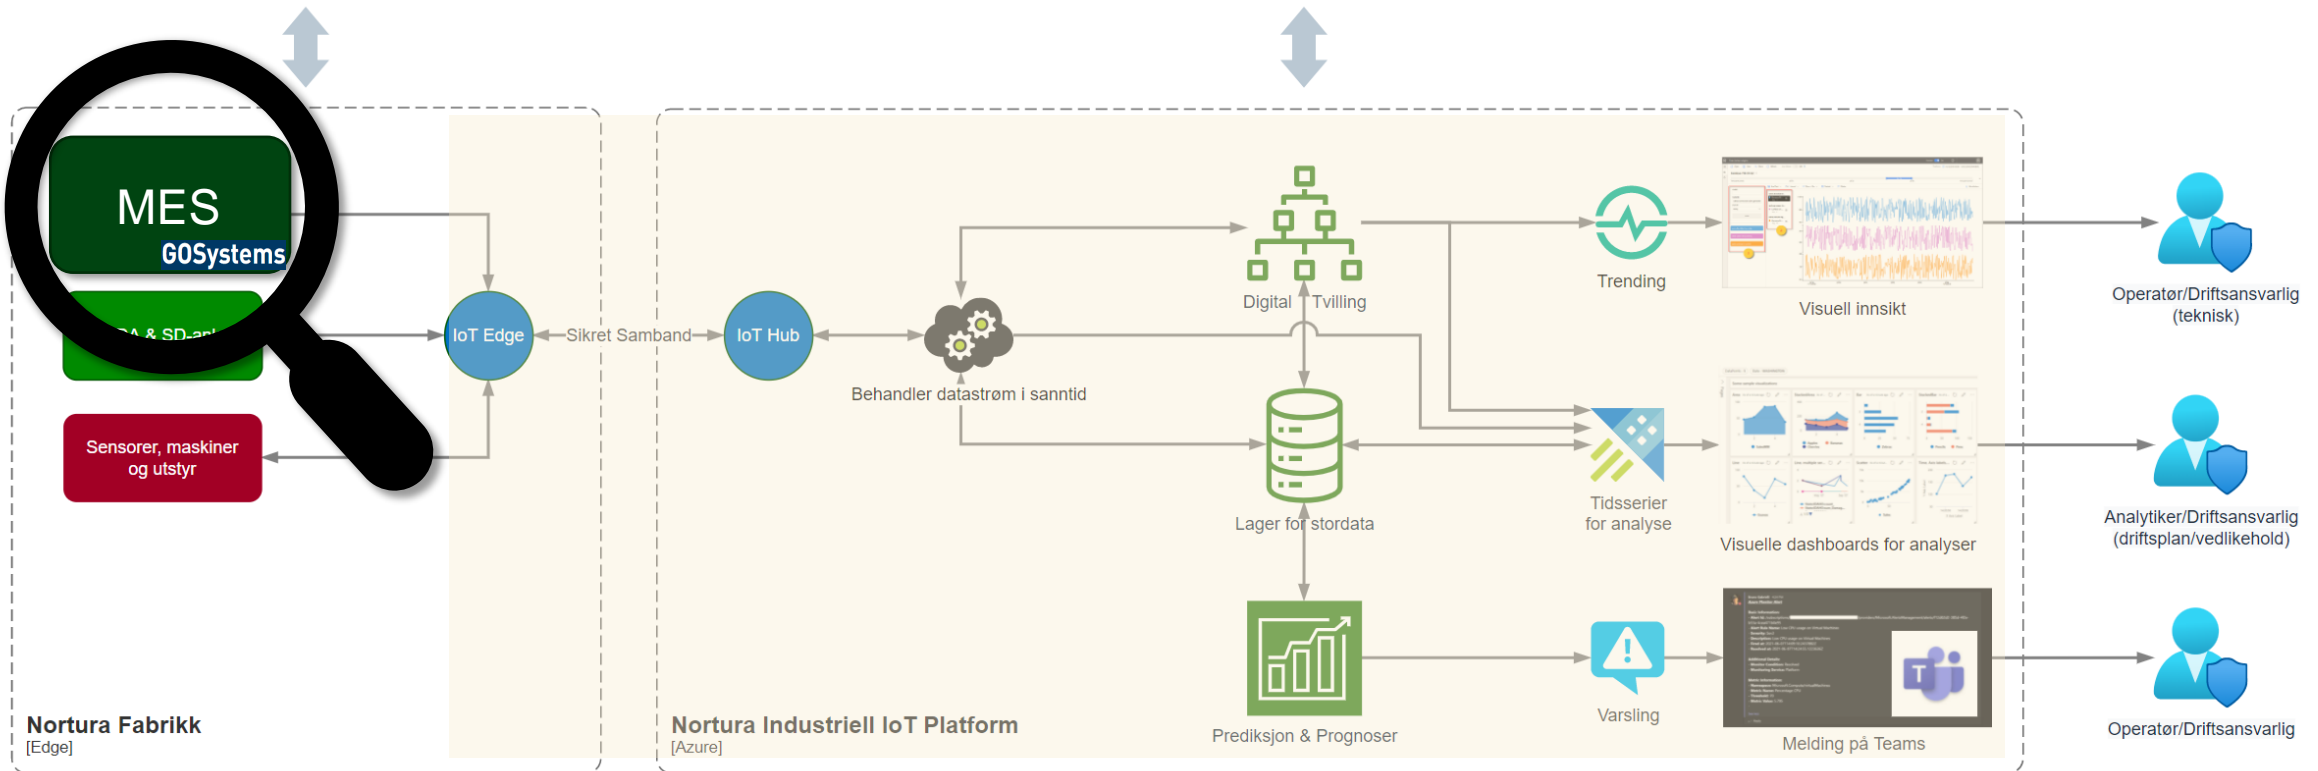 MES
GOSystems
& SD-an
Sensorer, maskiner
og utstyr
IoT Edge
Sikret Samband
IoT Hub
Behandler datastrøm i sanntid
Digital Tvilling
Lager for stordata
Prediksjon & Prognoser
Trending
Visuell innsikt
Tidsserier
for analyse
Visuelle dashboards for analyser
Varsling
Melding på Teams
Operatør/Driftsansvarlig
(teknisk)
Analytiker/Driftsansvarlig
(driftsplan/vedlikehold)
Operatør/Driftsansvarlig
Nortura Fabrikk
[Edge]
Nortura Industriell IoT Platform
[Azure]